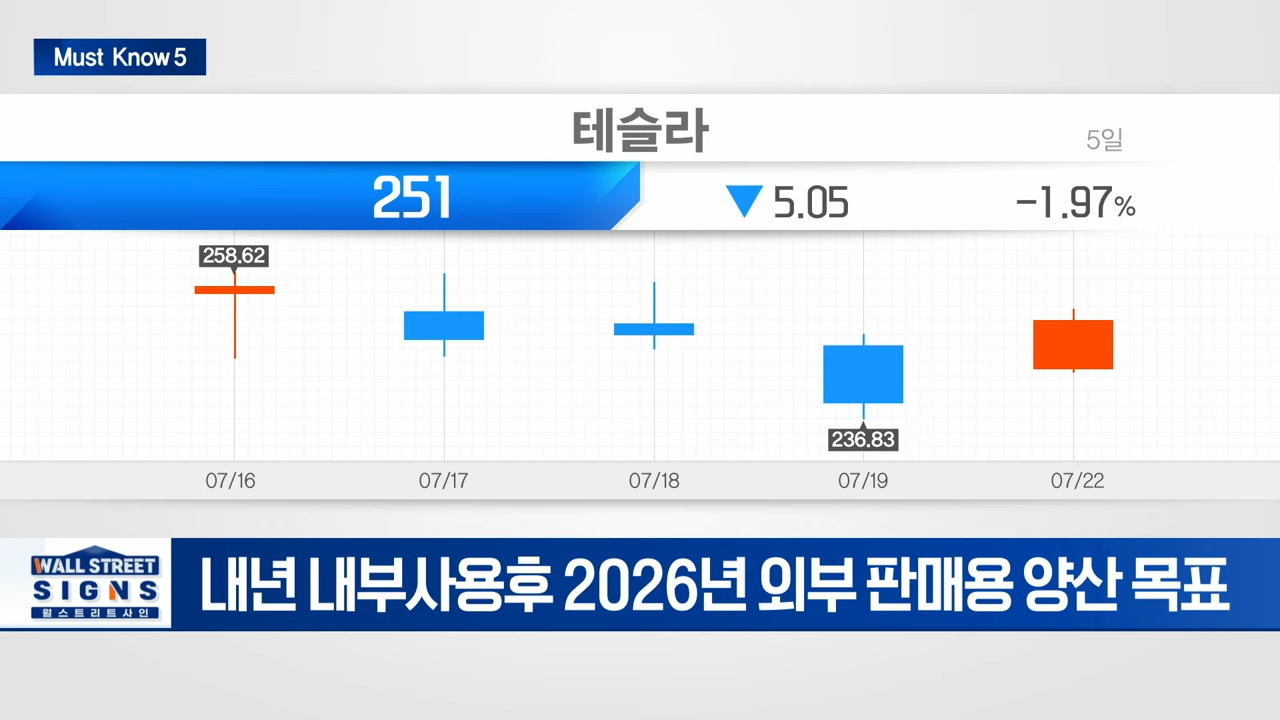 Must Know 5
테슬라
5일
251 ▼ 5.05 -1.97%
258.62
236.83
07/16 07/17 07/18 07/19 07/22
WALL STREET
SIGNS
월스트리트사인
내년 내부사용후 2026년 외부 판매용 양산 목표